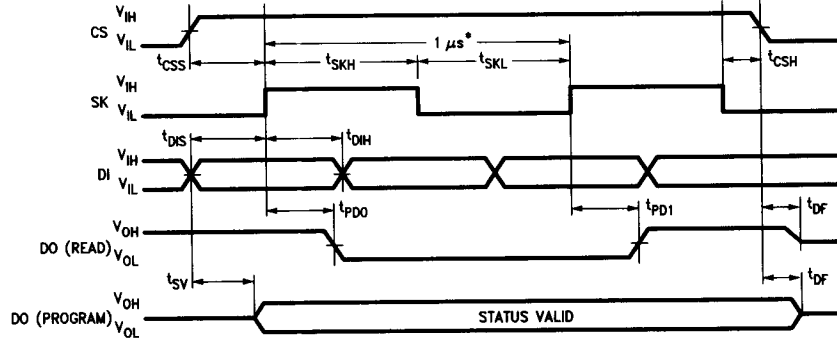 CS V_IH
V_IL
1 μs*
t_CSS t_SKH t_SKL t_CSH
SK V_IH
V_IL
t_DIS t_DIH
DI V_IH
V_IL
t_PD0 t_PD1 t_DF
DO (READ) V_OH
V_OL
t_SV t_DF
DO (PROGRAM) V_OH
STATUS VALID
V_OL